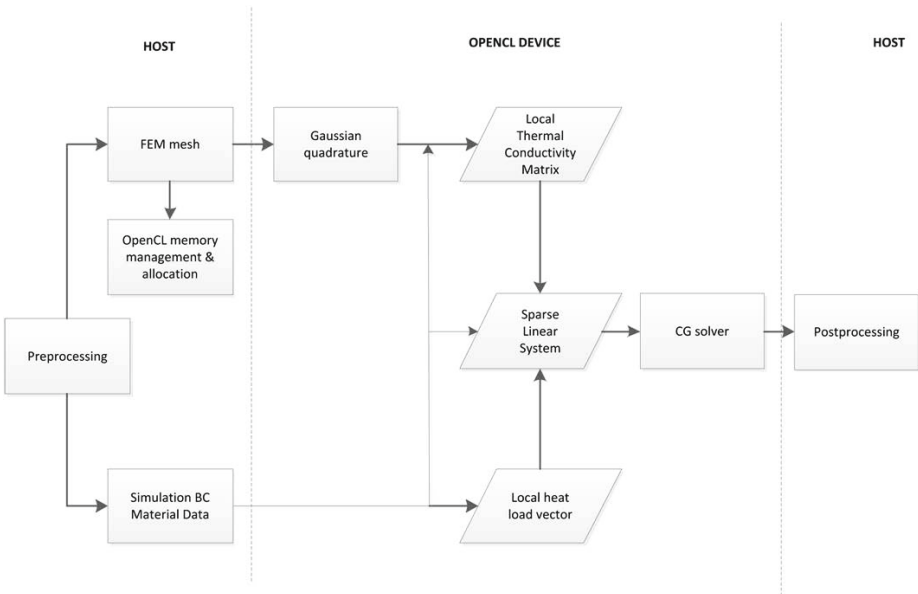 HOST
OPENCL DEVICE
HOST
FEM mesh
Gaussian
quadrature
Local
Thermal
Conductivity
Matrix
OpenCL memory
management &
allocation
Preprocessing
Sparse
Linear
System
CG solver
Postprocessing
Simulation BC
Material Data
Local heat
load vector